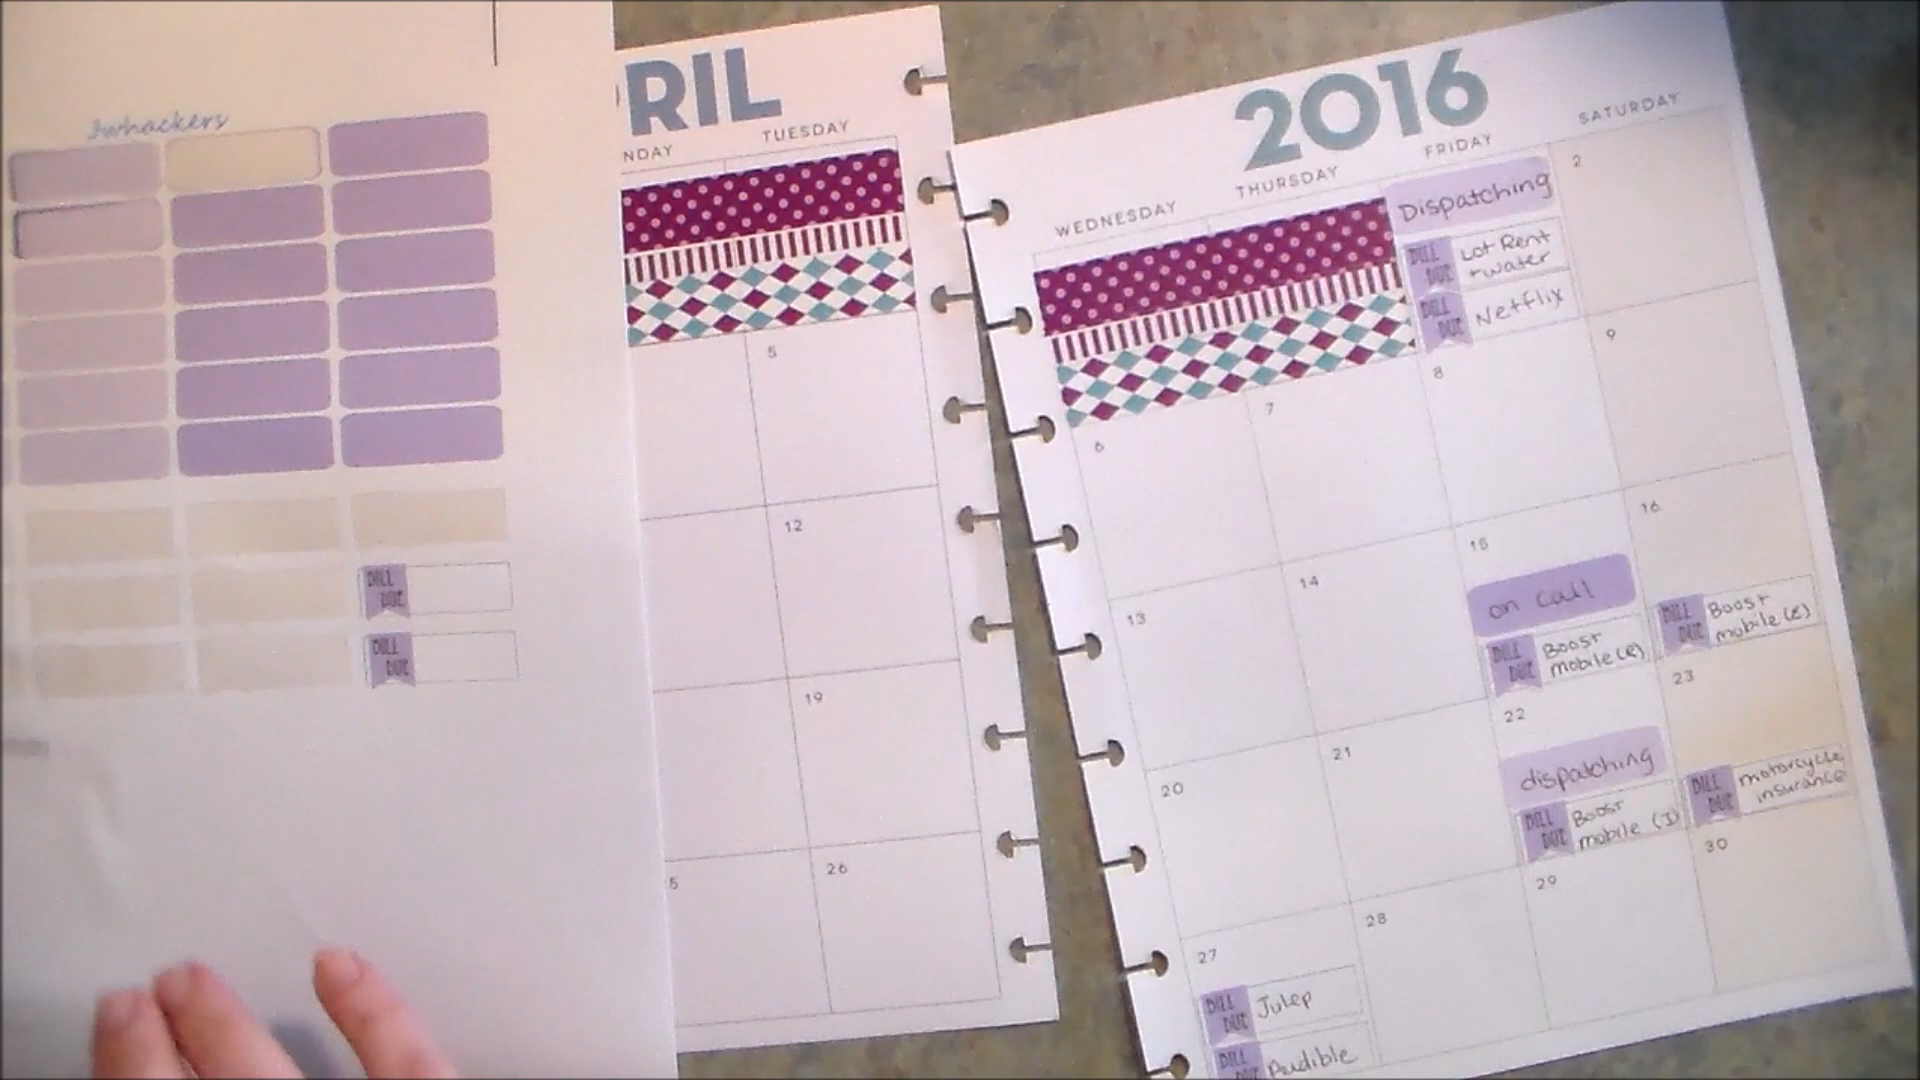 Jwhackers
BILL
DUE
BILL
DUE
RIL
NDAY
TUESDAY
5
12
19
5
26
2016
WEDNESDAY
THURSDAY
FRIDAY
SATURDAY
Dispatching
BILL
DUE
Lot Rent
+ water
BILL
DUE
Netflix
2
6
7
8
9
13
14
15
on call
BILL
DUE
Boost
mobile (R)
16
BILL
DUE
Boost
mobile (E)
20
21
22
dispatching
BILL
DUE
Boost
mobile (J)
23
BILL
DUE
motorcycle
insurance
27
BILL
DUE
Julep
BILL
DUE
Audible
28
29
30